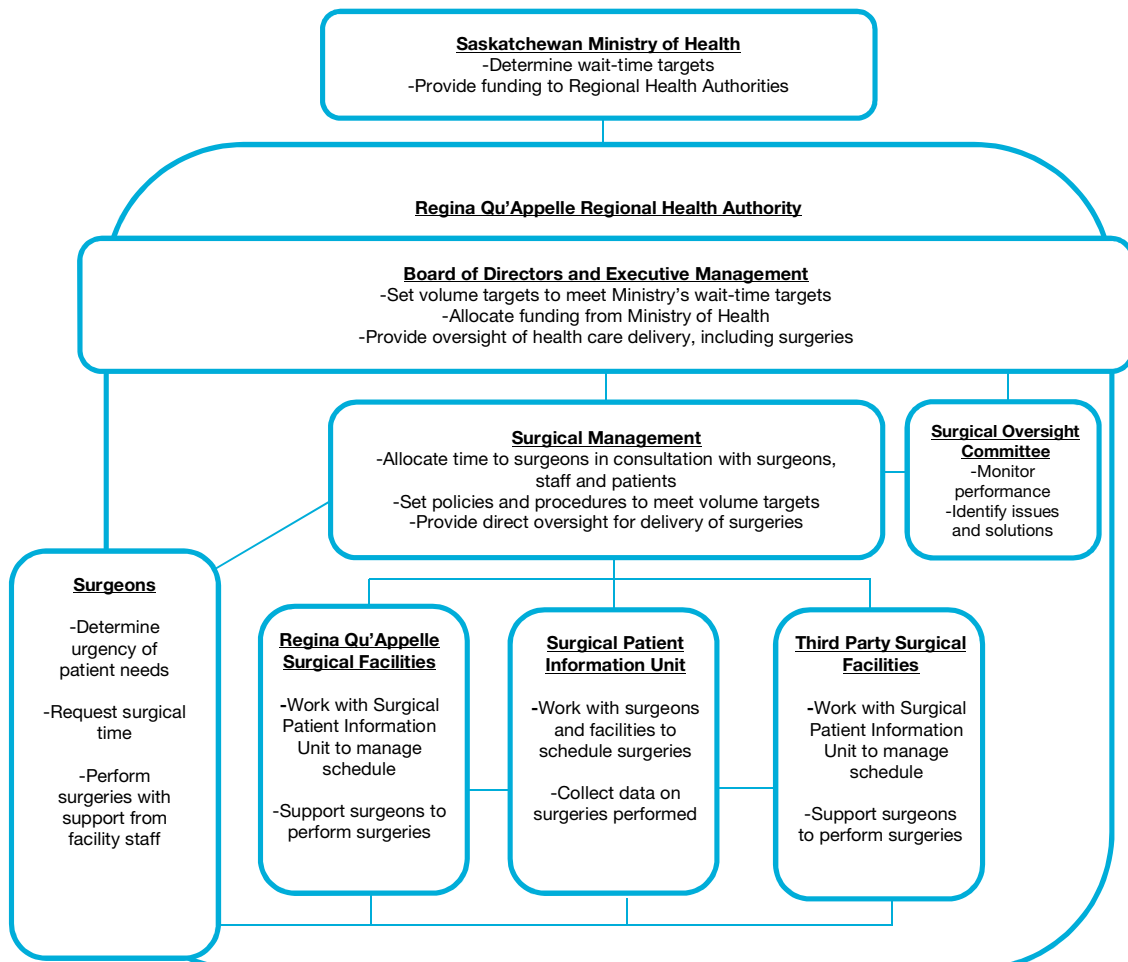 Saskatchewan Ministry of Health
-Determine wait-time targets
-Provide funding to Regional Health Authorities
Regina Qu'Appelle Regional Health Authority
Board of Directors and Executive Management
-Set volume targets to meet Ministry's wait-time targets
-Allocate funding from Ministry of Health
-Provide oversight of health care delivery, including surgeries
Surgical Management
-Allocate time to surgeons in consultation with surgeons,
staff and patients
-Set policies and procedures to meet volume targets
-Provide direct oversight for delivery of surgeries
Surgical Oversight
Committee
-Monitor
performance
-Identify issues
and solutions
Surgeons
-Determine
urgency of
patient needs
-Request surgical
time
-Perform
surgeries with
support from
facility staff
Regina Qu'Appelle
Surgical Facilities
-Work with Surgical
Patient Information
Unit to manage
schedule
-Support surgeons to
perform surgeries
Surgical Patient
Information Unit
-Work with surgeons
and facilities to
schedule surgeries
-Collect data on
surgeries performed
Third Party Surgical
Facilities
-Work with Surgical
Patient Information
Unit to manage
schedule
-Support surgeons
to perform surgeries